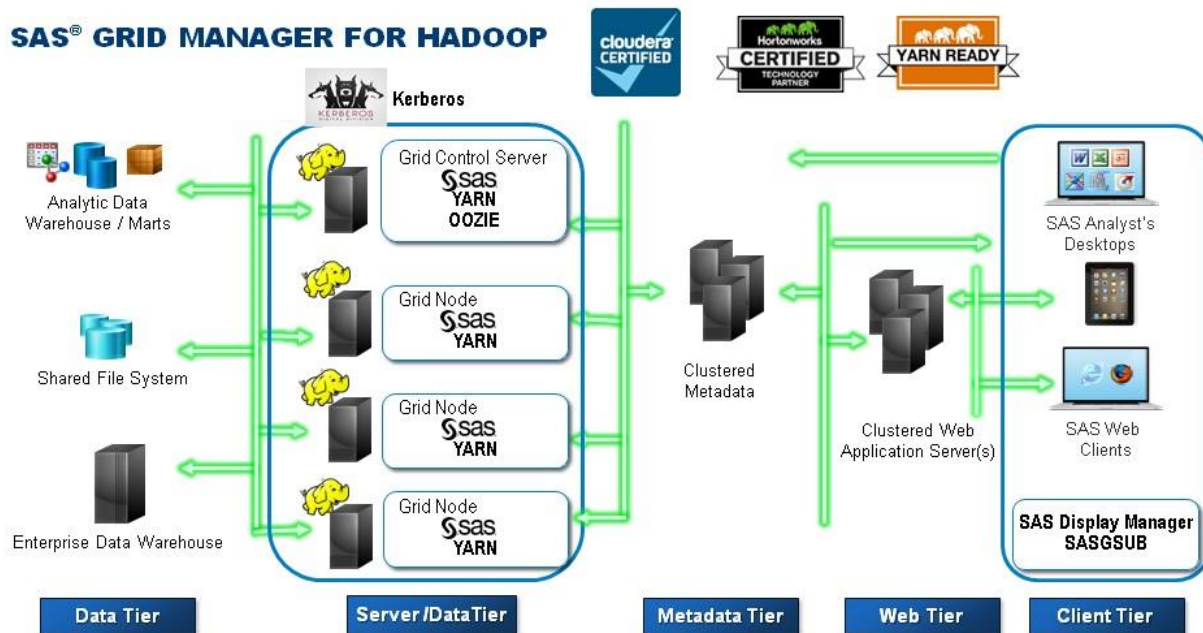 SAS® GRID MANAGER FOR HADOOP
cloudera
CERTIFIED
Hortonworks
CERTIFIED
TECHNOLOGY
PARTNER
YARN READY
KERBEROS
Kerberos
Analytic Data
Warehouse / Marts
Shared File System
Enterprise Data Warehouse
Grid Control Server
sas
YARN
OOZIE
Grid Node
sas
YARN
Grid Node
sas
YARN
Grid Node
sas
YARN
Clustered
Metadata
Clustered Web
Application Server(s)
SAS Analyst's
Desktops
SAS Web
Clients
SAS Display Manager
SASGSUB
Data Tier
Server/DataTier
Metadata Tier
Web Tier
Client Tier